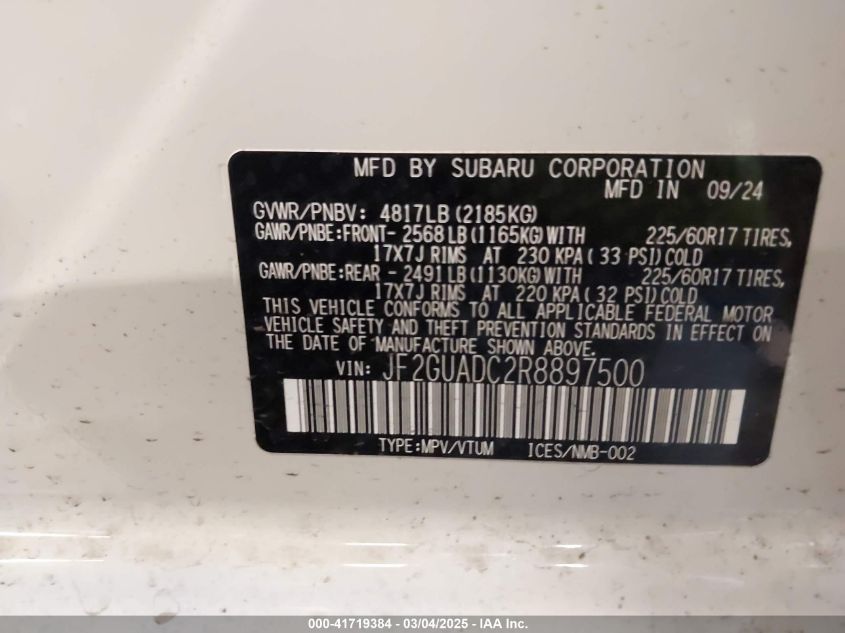 MFD BY SUBARU CORPORATION
MFD IN 09/24
GVWR/PNBV: 4817LB (2185KG)
GAWR/PNBE:FRONT- 2568LB (1165KG) WITH 225/60R17 TIRES,
17X7J RIMS AT 230 KPA ( 33 PSI) COLD
GAWR/PNBE:REAR - 2491LB (1130KG) WITH 225/60R17 TIRES,
17X7J RIMS AT 220 KPA ( 32 PSI) COLD
THIS VEHICLE CONFORMS TO ALL APPLICABLE FEDERAL MOTOR
VEHICLE SAFETY AND THEFT PREVENTION STANDARDS IN EFFECT ON
THE DATE OF MANUFACTURE SHOWN ABOVE.
VIN: JF2GUADC2R8897500
TYPE:MPV/VTUM ICES/NMB-002
000-41719384 - 03/04/2025 - IAA Inc.